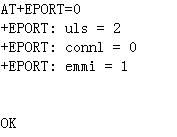 AT+EPORT=0
+EPORT: uls = 2
+EPORT: connl = 0
+EPORT: emmi = 1
OK